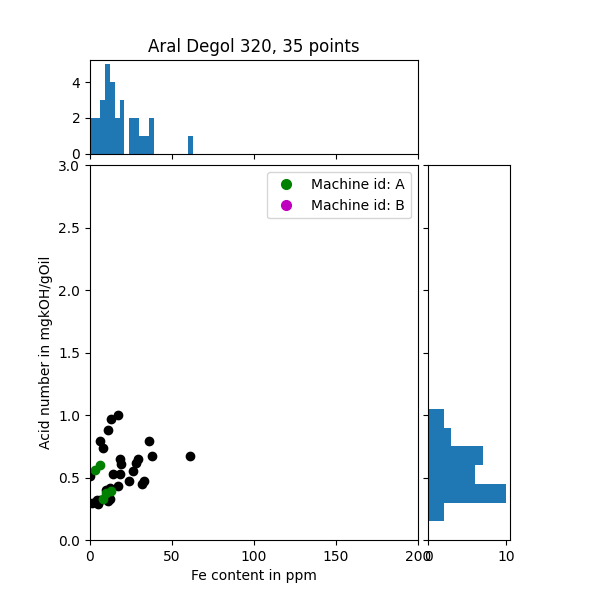 Aral Degol 320, 35 points
4
2
0
3.0
2.5
2.0
1.5
1.0
0.5
0.0
Acid number in mgkOH/gOil
Machine id: A
Machine id: B
0 50 100 150 200
0 10
Fe content in ppm